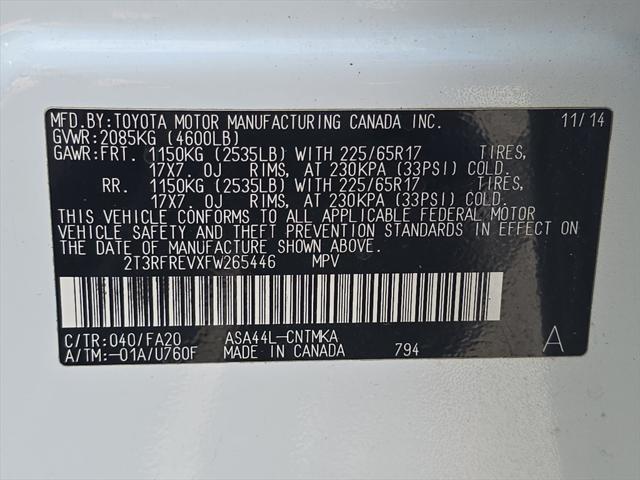 MFD.BY:TOYOTA MOTOR MANUFACTURING CANADA INC. 11/14
GVWR:2085KG (4600LB)
GAWR:FRT. 1150KG (2535LB) WITH 225/65R17 TIRES,
17X7.0J RIMS, AT 230KPA (33PSI) COLD.
RR. 1150KG (2535LB) WITH 225/65R17 TIRES,
17X7.0J RIMS, AT 230KPA (33PSI) COLD.
THIS VEHICLE CONFORMS TO ALL APPLICABLE FEDERAL MOTOR
VEHICLE SAFETY AND THEFT PREVENTION STANDARDS IN EFFECT ON
THE DATE OF MANUFACTURE SHOWN ABOVE.
2T3RFREVXFW265446 MPV
C/TR:040/FA20 ASA44L-CNTMKA
A/TM:-01A/U760F MADE IN CANADA 794 A